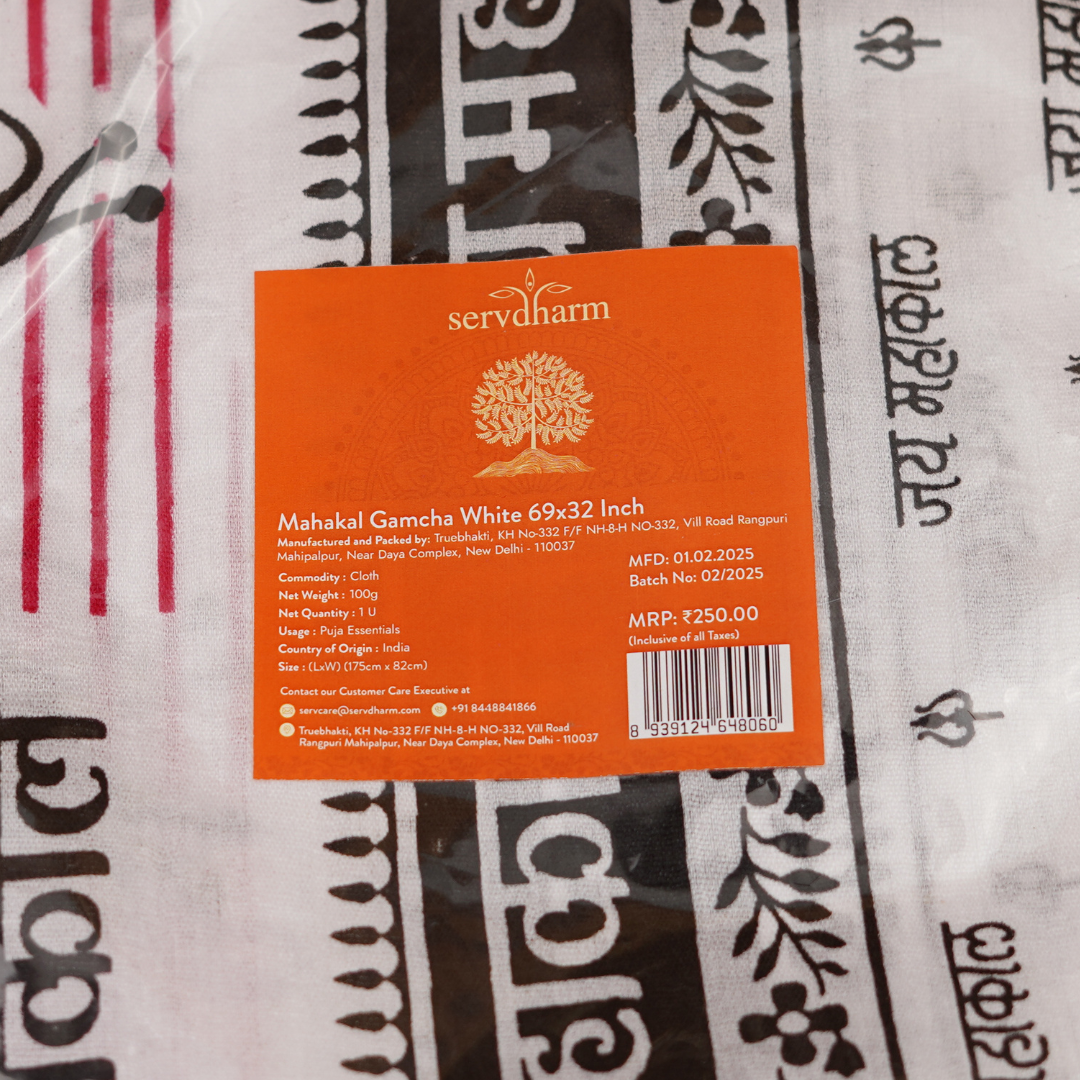 servdharm
Mahakal Gamcha White 69x32 Inch
Manufactured and Packed by: Truebhakti, KH No-332 F/F NH-8-H NO-332, Vill Road Rangpuri
Mahipalpur, Near Daya Complex, New Delhi - 110037
Commodity : Cloth
Net Weight : 100g
Net Quantity : 1 U
Usage : Puja Essentials
Country of Origin : India
Size : (LxW) (175cm x 82cm)
MFD: 01.02.2025
Batch No: 02/2025
MRP: ₹250.00
(Inclusive of all Taxes)
8 939124 648060
Contact our Customer Care Executive at
servcare@servdharm.com +91 8448841866
Truebhakti, KH No-332 F/F NH-8-H NO-332, Vill Road
Rangpuri Mahipalpur, Near Daya Complex, New Delhi - 110037
जय महाकाल